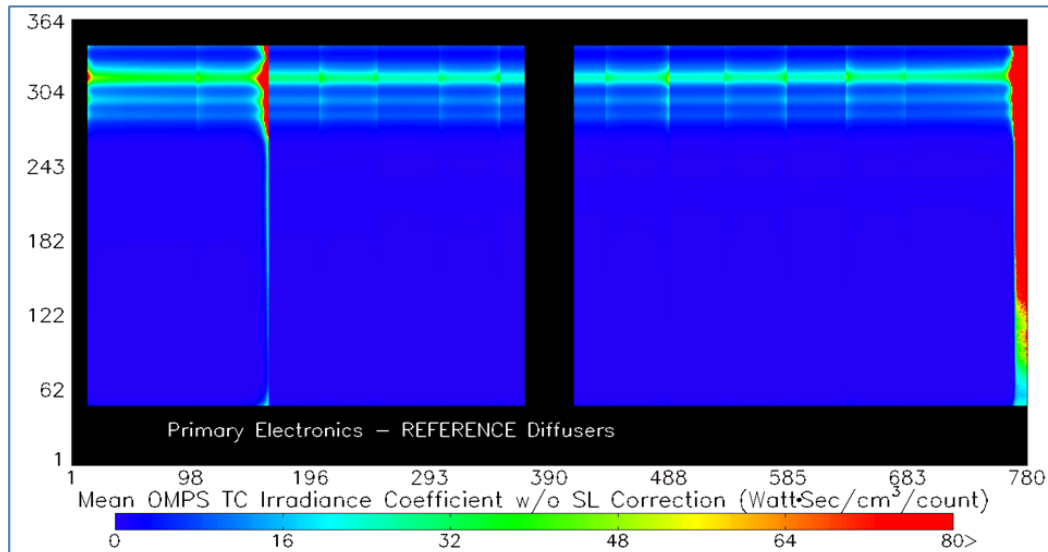 364
304
243
182
122
62
1
Primary Electronics – REFERENCE Diffusers
1 98 196 293 390 488 585 683 780
Mean OMPS TC Irradiance Coefficient w/o SL Correction (Watt•Sec/cm³/count)
0 16 32 48 64 80>